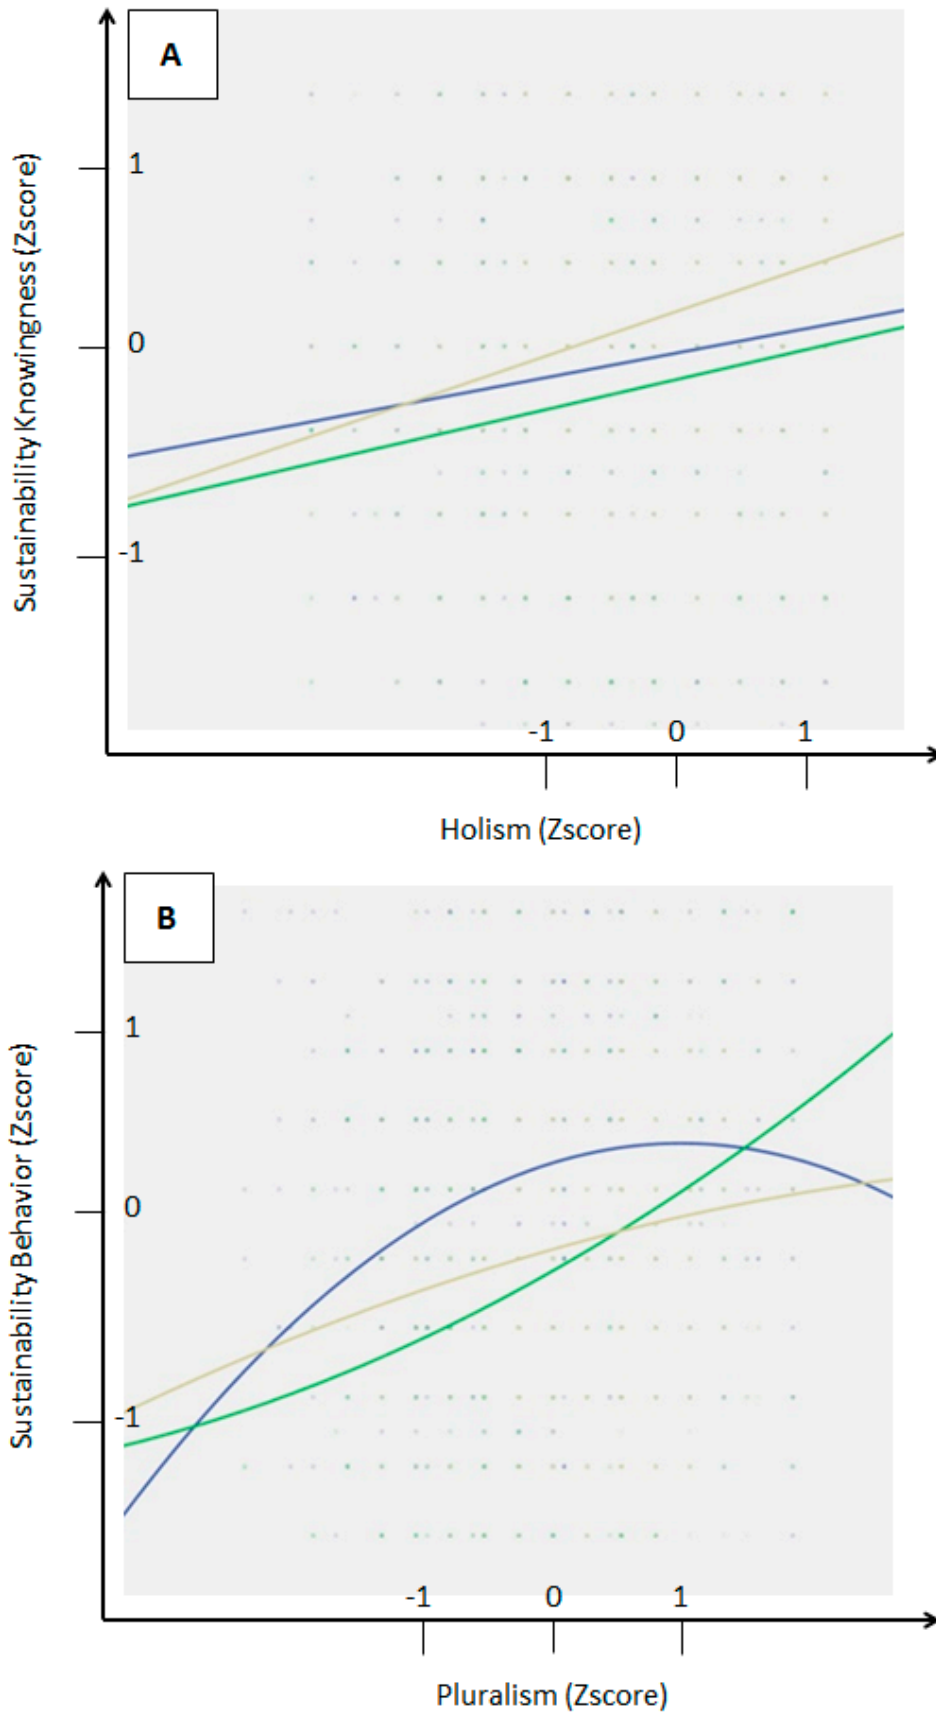 A
Sustainability Knowingness (Zscore)
1
0
-1
-1 0 1
Holism (Zscore)
B
Sustainability Behavior (Zscore)
1
0
-1
-1 0 1
Pluralism (Zscore)